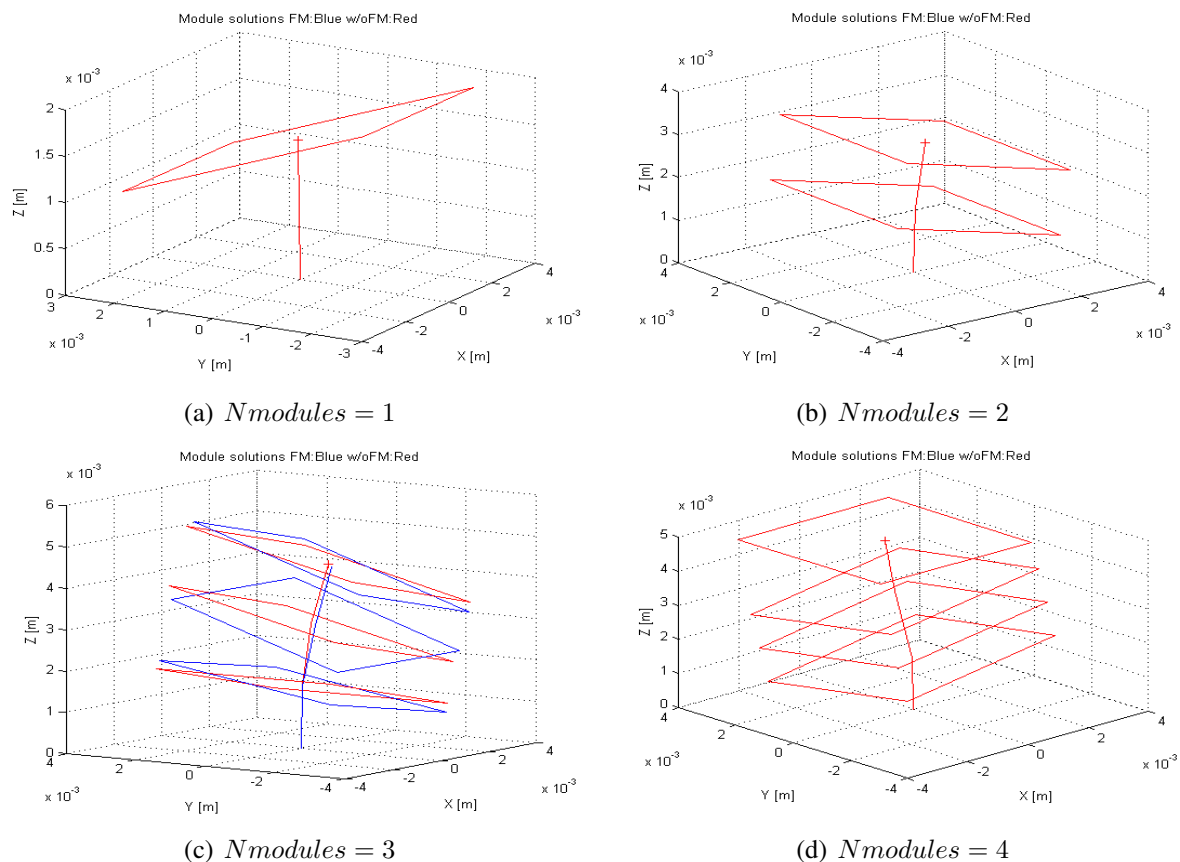 Module solutions FM:Blue w/oFM:Red
x 10⁻³
2
1.5
1
0.5
0
Z [m]
3
2
1
0
-1
-2
-3
x 10⁻³
Y [m]
-4
-2
0
2
4
x 10⁻³
X [m]
(a) Nmodules = 1
Module solutions FM:Blue w/oFM:Red
x 10⁻³
4
3
2
1
0
Z [m]
4
2
0
-2
-4
x 10⁻³
Y [m]
-4
-2
0
2
4
x 10⁻³
X [m]
(b) Nmodules = 2
Module solutions FM:Blue w/oFM:Red
x 10⁻³
6
5
4
3
2
1
0
Z [m]
4
2
0
-2
-4
x 10⁻³
Y [m]
-4
-2
0
2
4
x 10⁻³
X [m]
(c) Nmodules = 3
Module solutions FM:Blue w/oFM:Red
x 10⁻³
5
4
3
2
1
0
Z [m]
4
2
0
-2
-4
x 10⁻³
Y [m]
-4
-2
0
2
4
x 10⁻³
X [m]
(d) Nmodules = 4